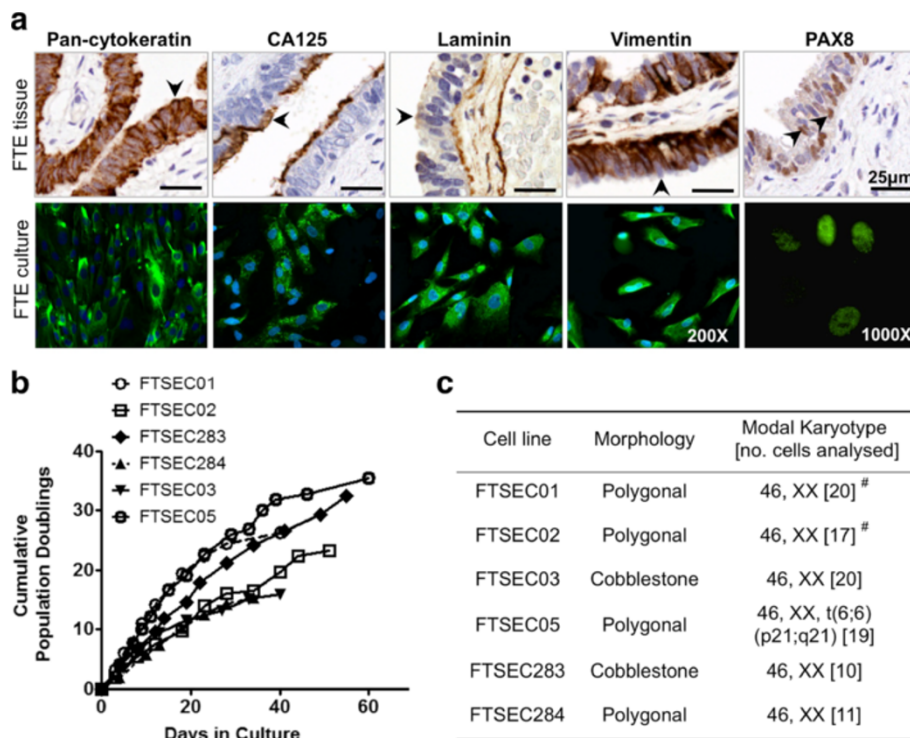 a
Pan-cytokeratin CA125 Laminin Vimentin PAX8
FTE tissue
25μm
FTE culture
200X 1000X
b
FTSEC01
FTSEC02
FTSEC283
FTSEC284
FTSEC03
FTSEC05
Cumulative
Population Doublings
40
30
20
10
0
0 20 40 60
Days in Culture
c
Cell line Morphology Modal Karyotype
[no. cells analysed]
FTSEC01 Polygonal 46, XX [20] #
FTSEC02 Polygonal 46, XX [17] #
FTSEC03 Cobblestone 46, XX [20]
FTSEC05 Polygonal 46, XX, t(6;6)
(p21;q21) [19]
FTSEC283 Cobblestone 46, XX [10]
FTSEC284 Polygonal 46, XX [11]